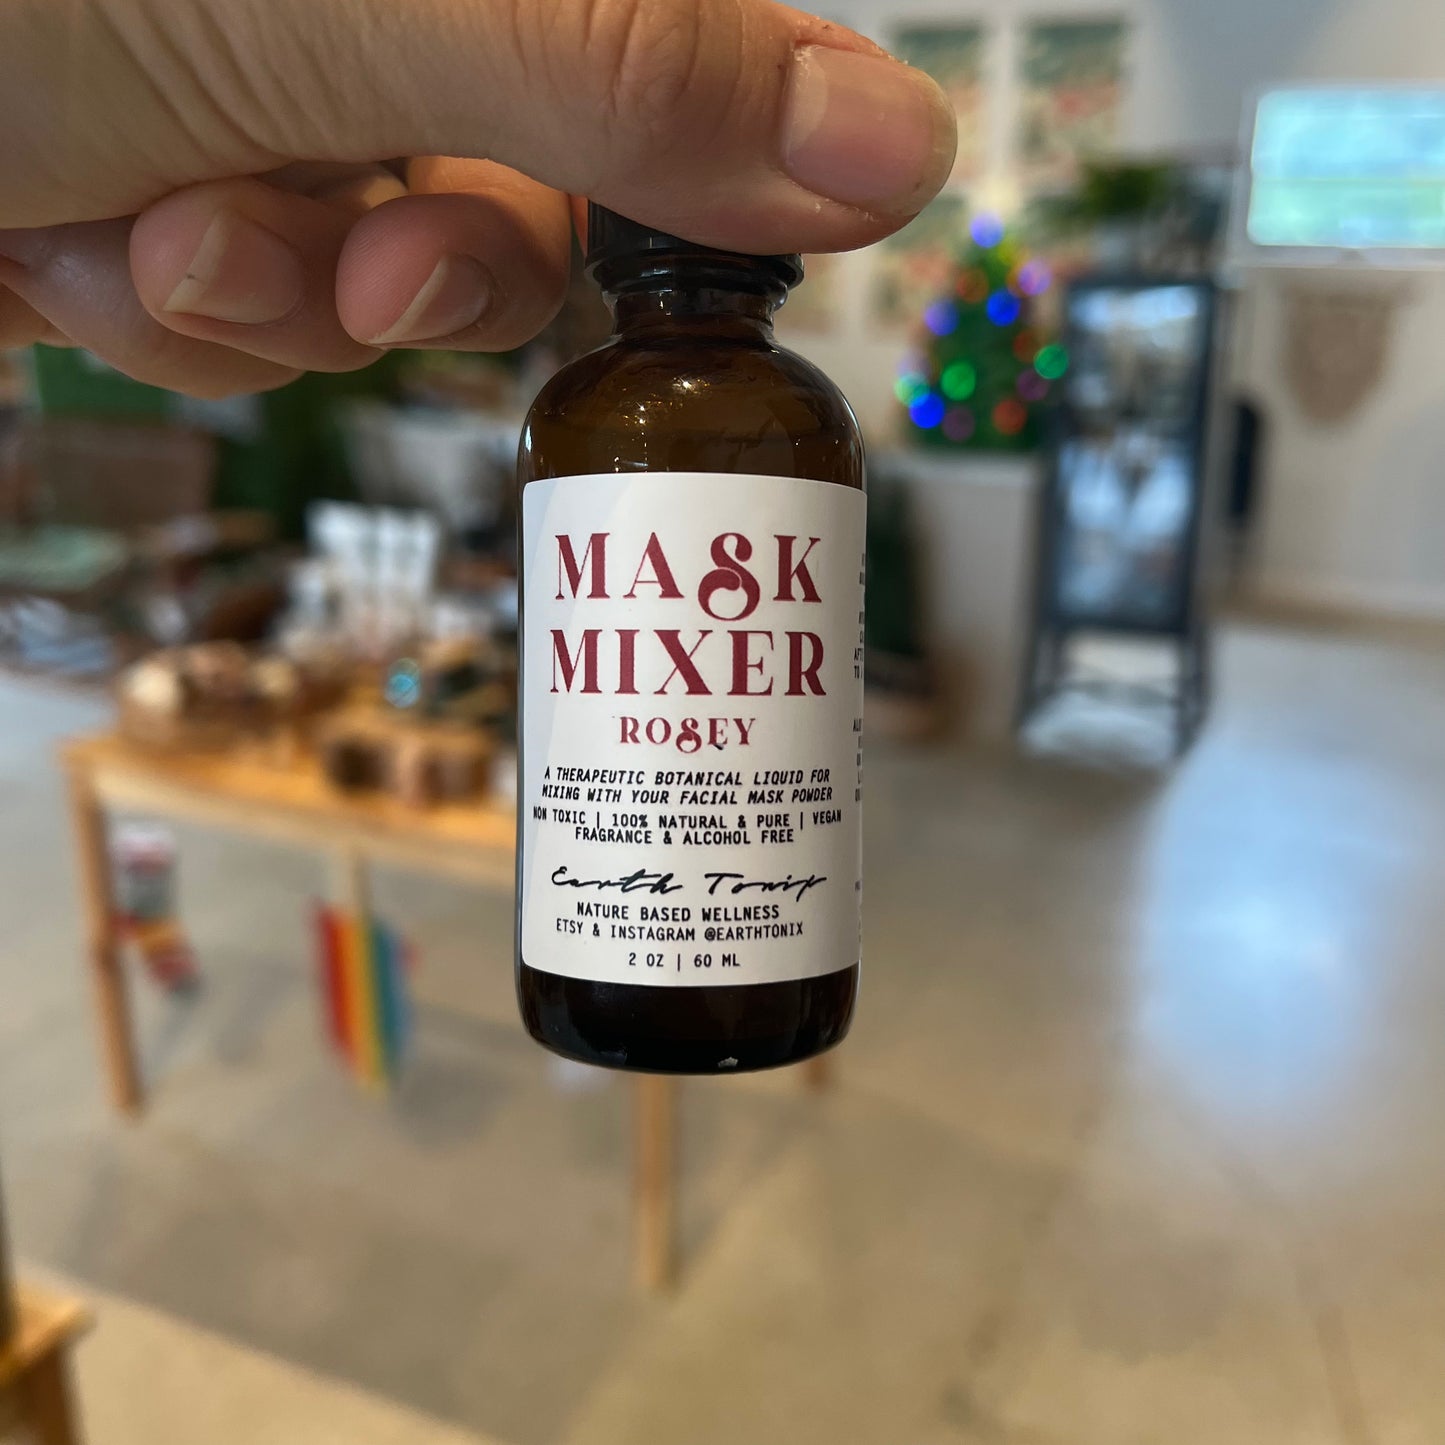 MASK
MIXER
ROSEY
A THERAPEUTIC BOTANICAL LIQUID FOR
MIXING WITH YOUR FACIAL MASK POWDER
NON TOXIC | 100% NATURAL & PURE | VEGAN
FRAGRANCE & ALCOHOL FREE
Earth Tonix
NATURE BASED WELLNESS
ETSY & INSTAGRAM @EARTHTONIX
2 OZ | 60 ML